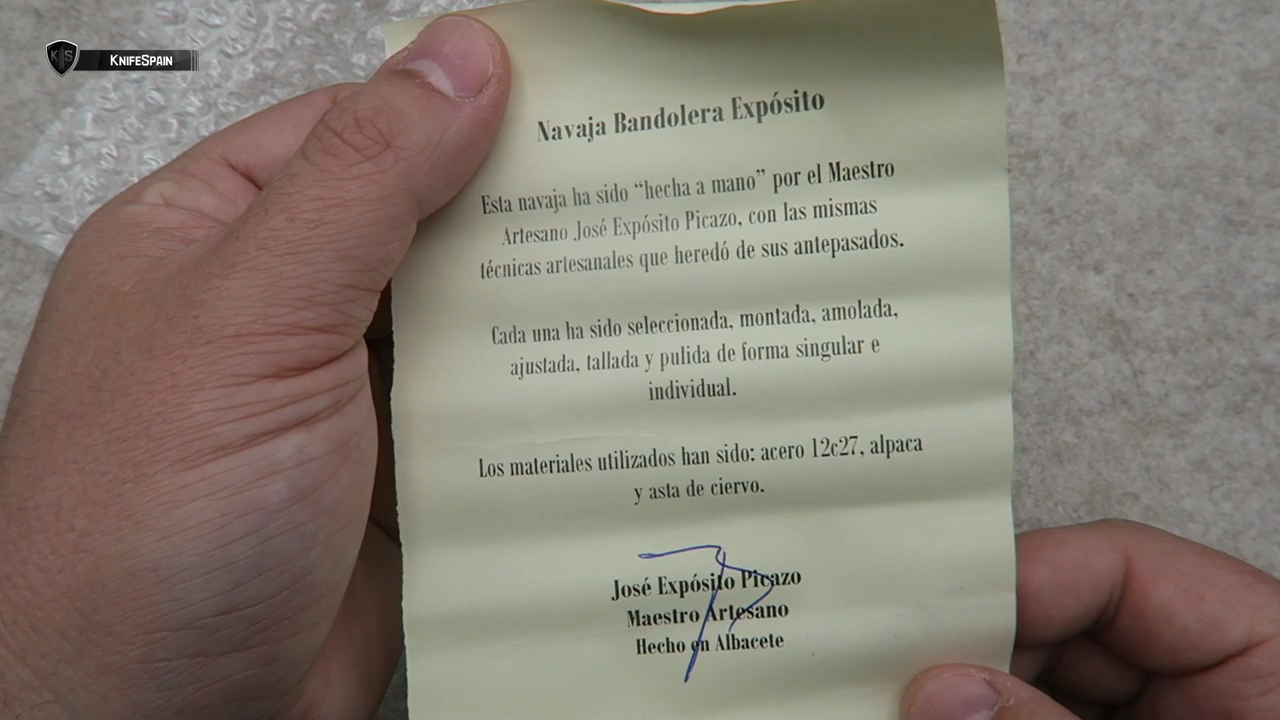 KS
KNIFESPAIN
Navaja Bandolera Expósito
Esta navaja ha sido “hecha a mano” por el Maestro
Artesano José Expósito Picazo, con las mismas
técnicas artesanales que heredó de sus antepasados.
Cada una ha sido seleccionada, montada, amolada,
ajustada, tallada y pulida de forma singular e
individual.
Los materiales utilizados han sido: acero 12c27, alpaca
y asta de ciervo.
José Expósito Picazo
Maestro Artesano
Hecho en Albacete